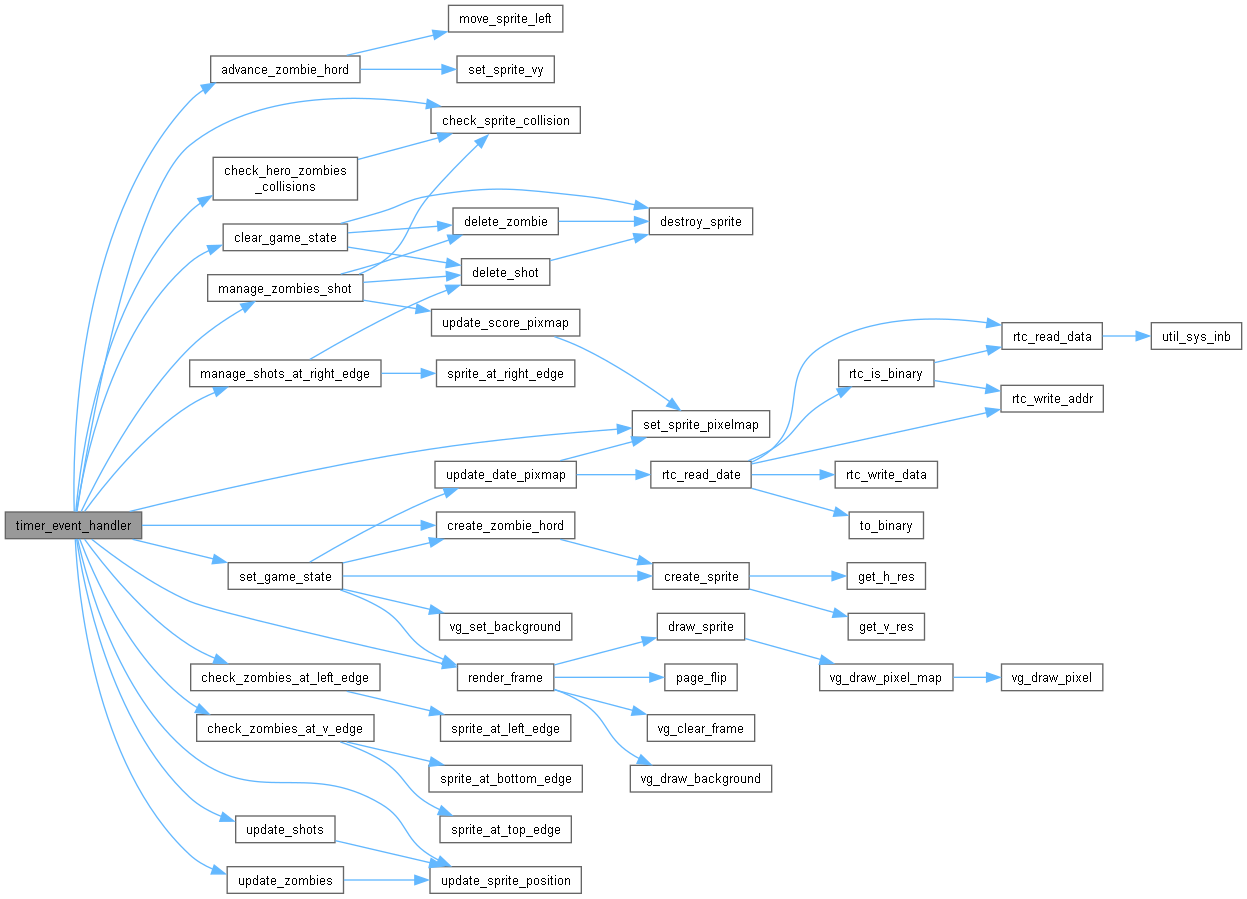 move_sprite_left
advance_zombie_hord
set_sprite_vy
check_sprite_collision
check_hero_zombies
_collisions
delete_zombie
destroy_sprite
clear_game_state
delete_shot
manage_zombies_shot
update_score_pixmap
rtc_read_data
util_sys_inb
manage_shots_at_right_edge
sprite_at_right_edge
rtc_is_binary
rtc_write_addr
set_sprite_pixelmap
update_date_pixmap
rtc_read_date
rtc_write_data
timer_event_handler
create_zombie_hord
to_binary
set_game_state
create_sprite
get_h_res
vg_set_background
draw_sprite
get_v_res
check_zombies_at_left_edge
render_frame
page_flip
vg_draw_pixel_map
vg_draw_pixel
check_zombies_at_v_edge
sprite_at_left_edge
vg_clear_frame
sprite_at_bottom_edge
vg_draw_background
update_shots
sprite_at_top_edge
update_zombies
update_sprite_position